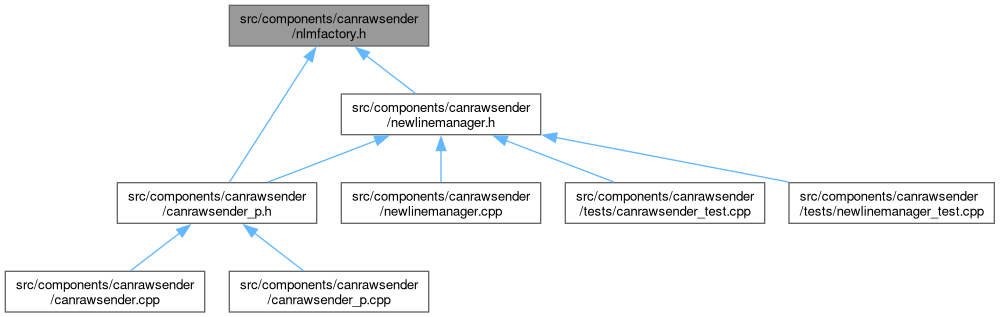 src/components/canrawsender
/nlmfactory.h
src/components/canrawsender
/newlinemanager.h
src/components/canrawsender
/canrawsender_p.h
src/components/canrawsender
/newlinemanager.cpp
src/components/canrawsender
/tests/canrawsender_test.cpp
src/components/canrawsender
/tests/newlinemanager_test.cpp
src/components/canrawsender
/canrawsender.cpp
src/components/canrawsender
/canrawsender_p.cpp